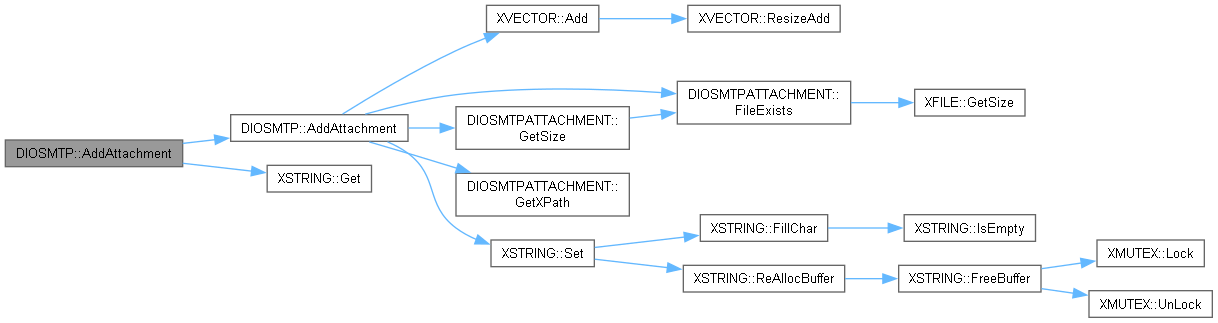 DIOSMTP::AddAttachment
DIOSMTP::AddAttachment
XSTRING::Get
XVECTOR::Add
XVECTOR::ResizeAdd
DIOSMTPATTACHMENT::
FileExists
XFILE::GetSize
DIOSMTPATTACHMENT::
GetSize
DIOSMTPATTACHMENT::
GetXPath
XSTRING::Set
XSTRING::FillChar
XSTRING::IsEmpty
XSTRING::ReAllocBuffer
XSTRING::FreeBuffer
XMUTEX::Lock
XMUTEX::UnLock